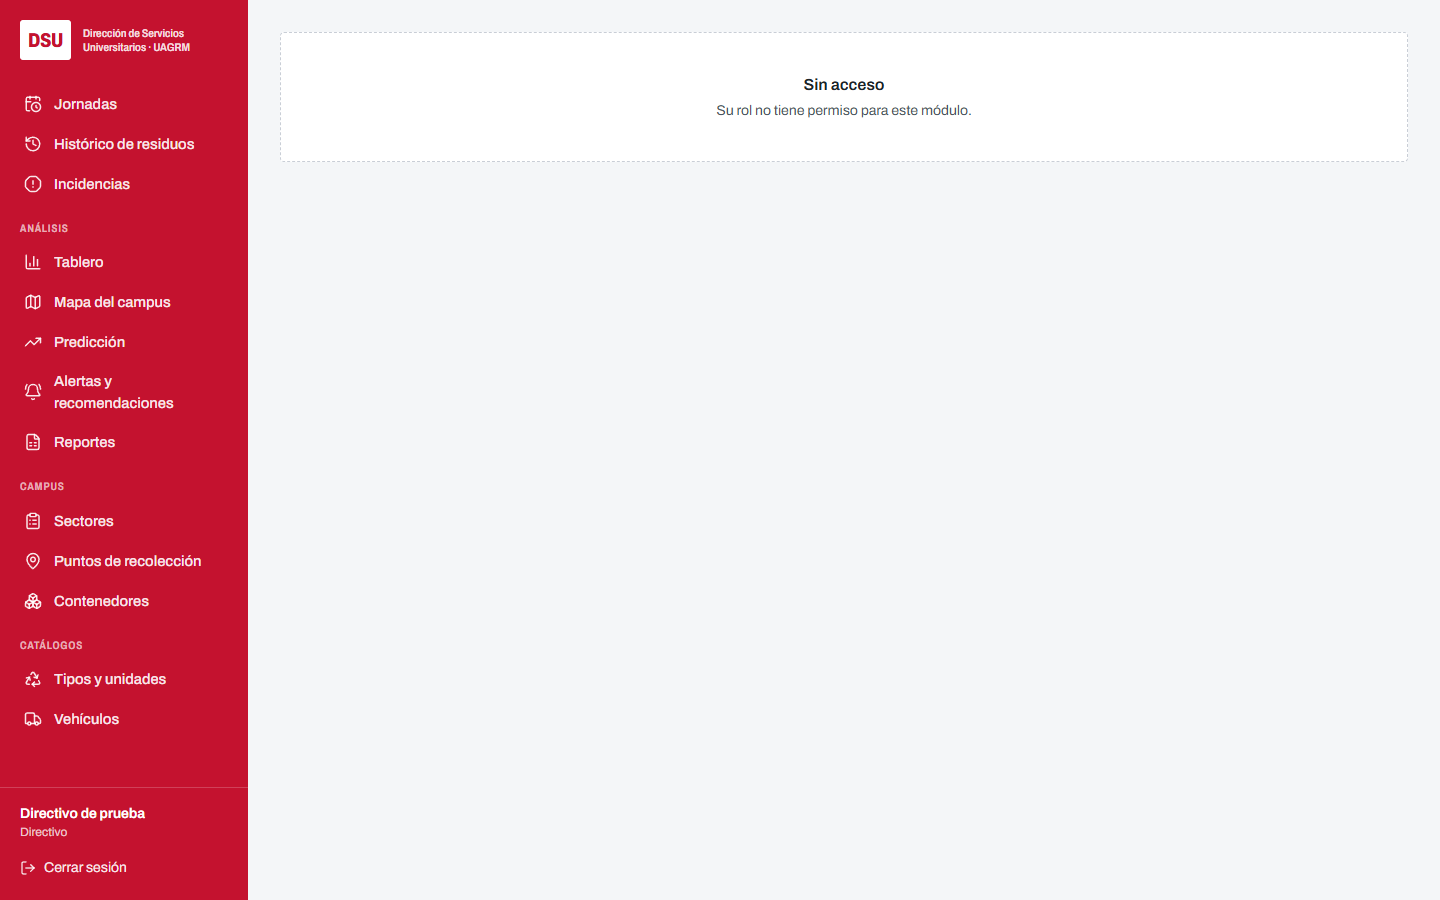 DSU
Dirección de Servicios
Universitarios · UAGRM
Jornadas
Histórico de residuos
Incidencias
ANÁLISIS
Tablero
Mapa del campus
Predicción
Alertas y
recomendaciones
Reportes
CAMPUS
Sectores
Puntos de recolección
Contenedores
CATÁLOGOS
Tipos y unidades
Vehículos
Directivo de prueba
Directivo
Cerrar sesión
Sin acceso
Su rol no tiene permiso para este módulo.